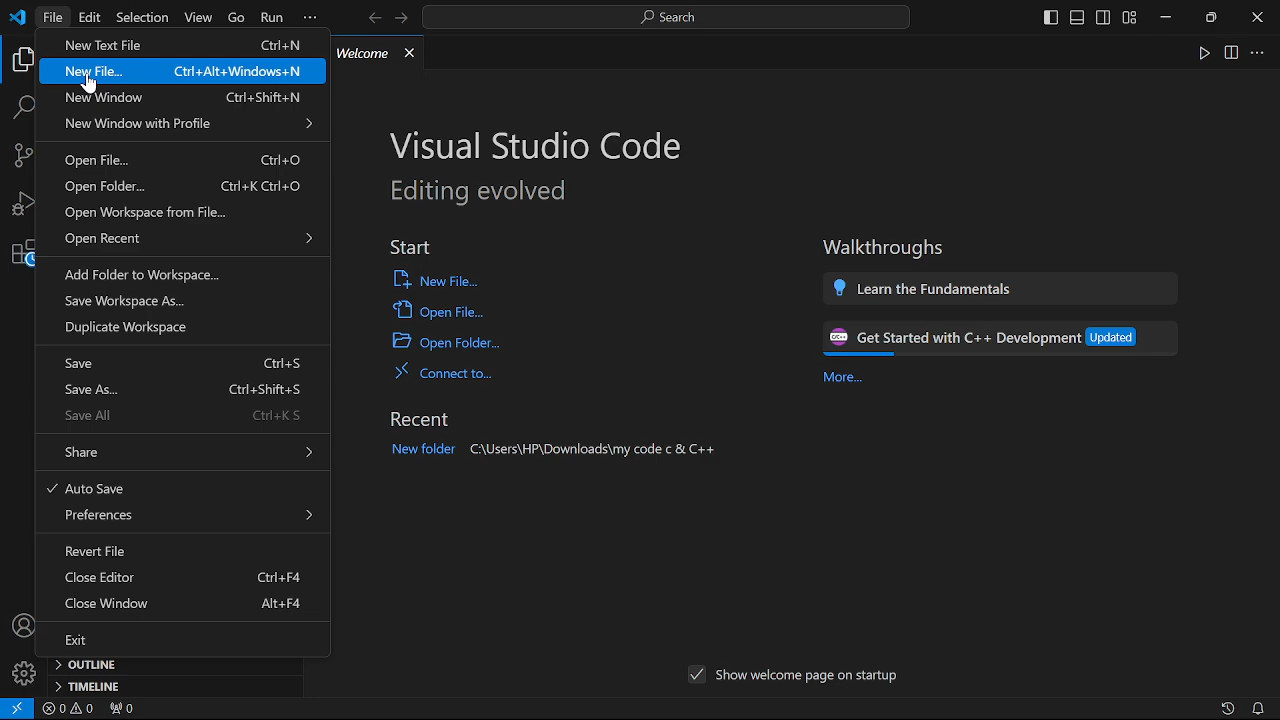 File Edit Selection View Go Run ··· Search
New Text File Ctrl+N
New File... Ctrl+Alt+Windows+N
New Window Ctrl+Shift+N
New Window with Profile
Open File... Ctrl+O
Open Folder... Ctrl+K Ctrl+O
Open Workspace from File...
Open Recent
Add Folder to Workspace...
Save Workspace As...
Duplicate Workspace
Save Ctrl+S
Save As... Ctrl+Shift+S
Save All Ctrl+K S
Share
Auto Save
Preferences
Revert File
Close Editor Ctrl+F4
Close Window Alt+F4
Exit
OUTLINE
TIMELINE
Welcome
Visual Studio Code
Editing evolved
Start
New File...
Open File...
Open Folder...
Connect to...
Recent
New folder C:\Users\HP\Downloads\my code c & C++
Walkthroughs
Learn the Fundamentals
C/C++ Get Started with C++ Development Updated
More...
Show welcome page on startup
0 0 0